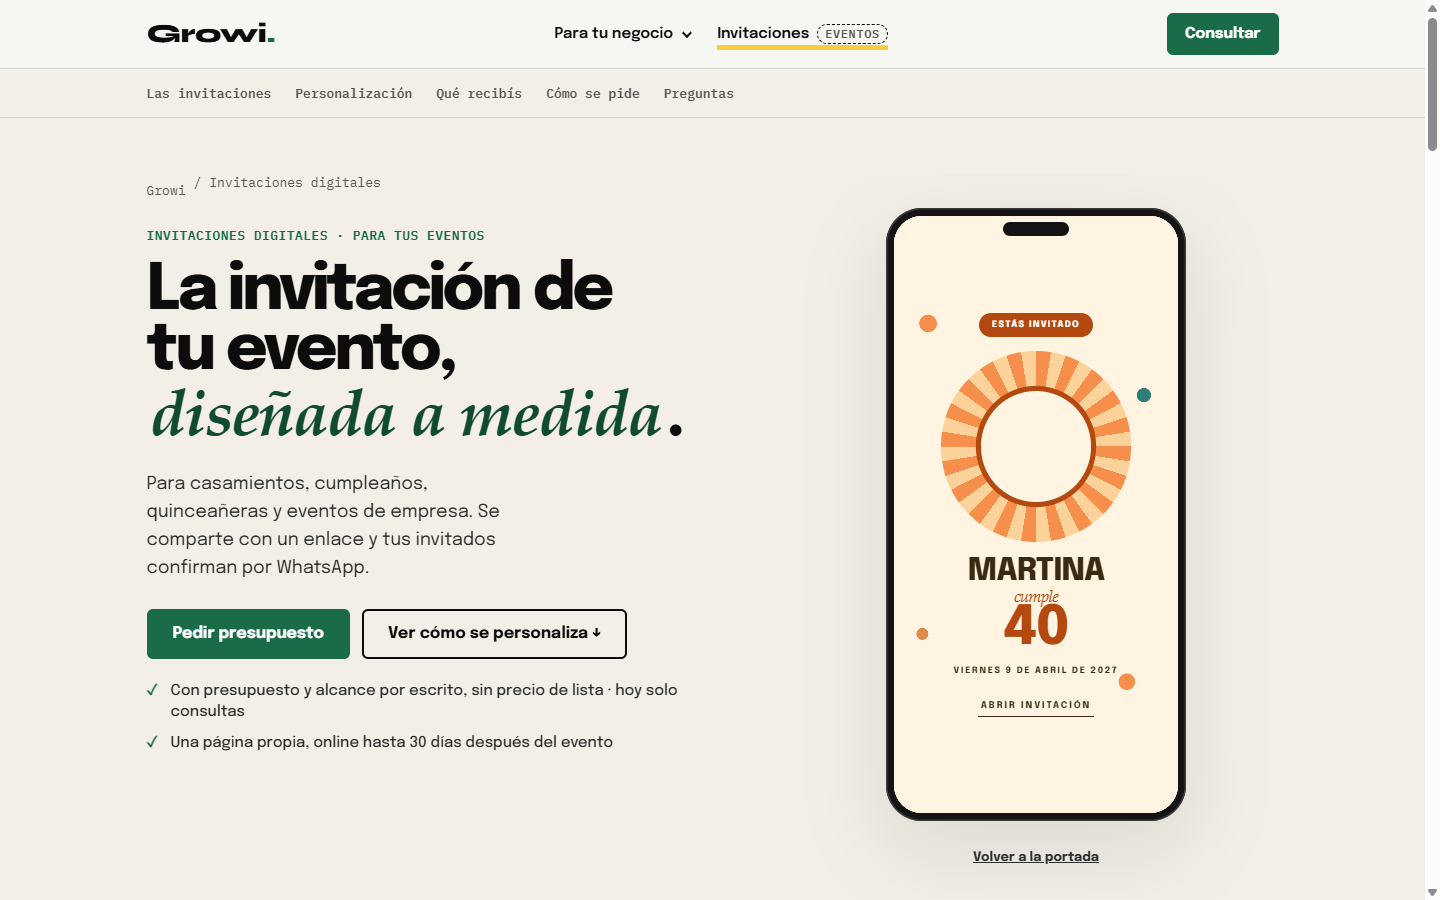 Growi.
Para tu negocio
Invitaciones EVENTOS
Consultar
Las invitaciones
Personalización
Qué recibís
Cómo se pide
Preguntas
Growi / Invitaciones digitales
INVITACIONES DIGITALES · PARA TUS EVENTOS
La invitación de
tu evento,
diseñada a medida.
Para casamientos, cumpleaños,
quinceañeras y eventos de empresa. Se
comparte con un enlace y tus invitados
confirman por WhatsApp.
Pedir presupuesto
Ver cómo se personaliza ↓
✓ Con presupuesto y alcance por escrito, sin precio de lista · hoy solo
consultas
✓ Una página propia, online hasta 30 días después del evento
ESTÁS INVITADO
MARTINA
cumple
40
VIERNES 9 DE ABRIL DE 2027
ABRIR INVITACIÓN
Volver a la portada